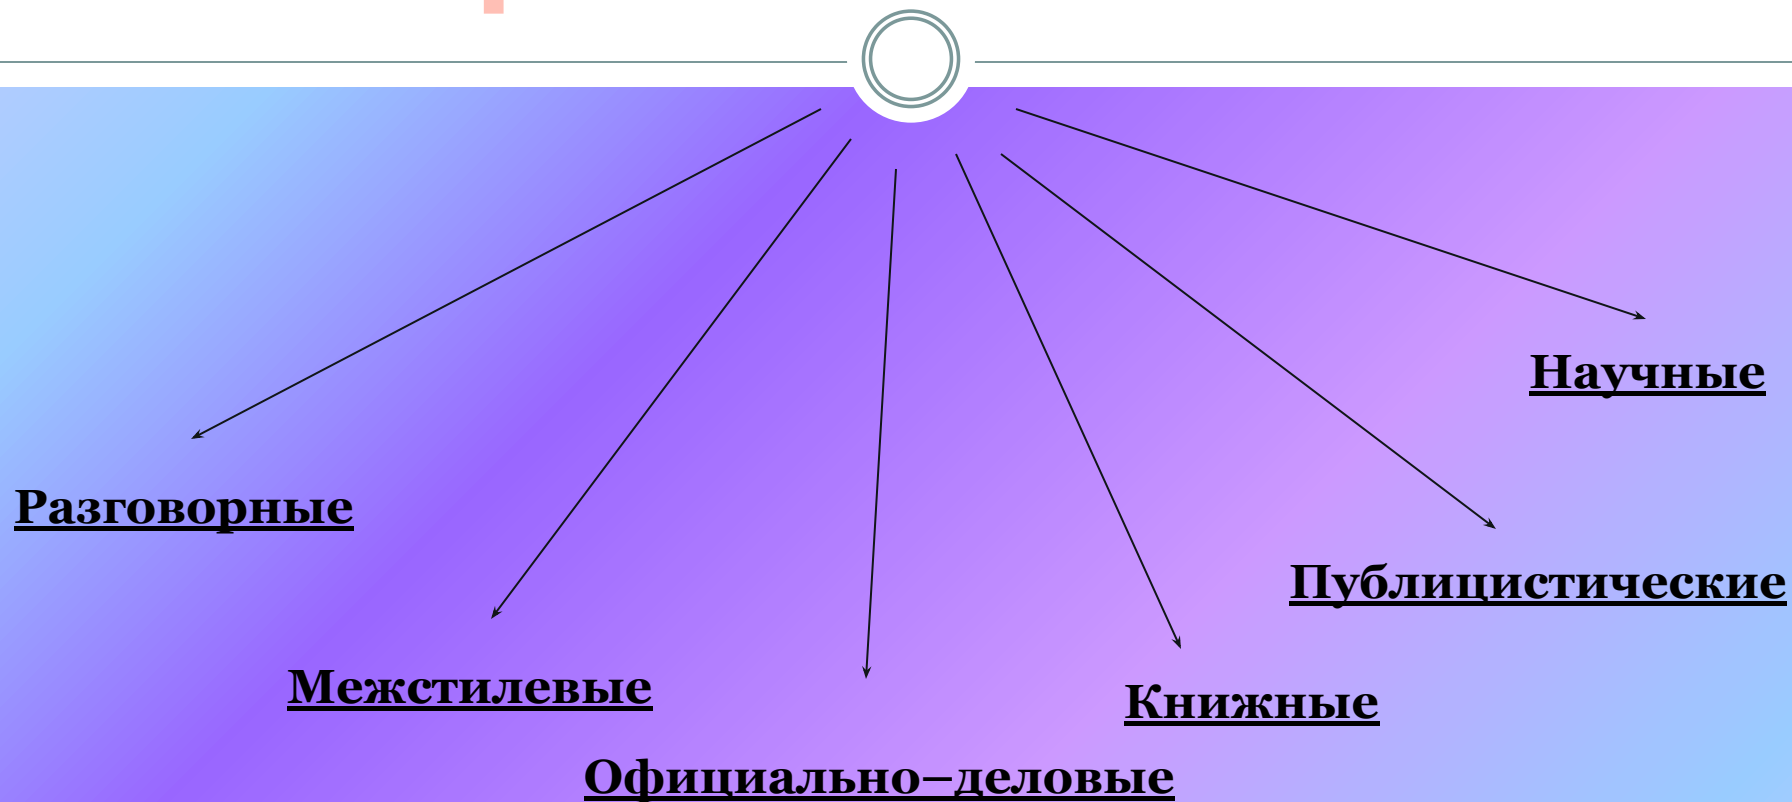 Научные
Разговорные
Публицистические
Межстилевые
Книжные
Официально–деловые